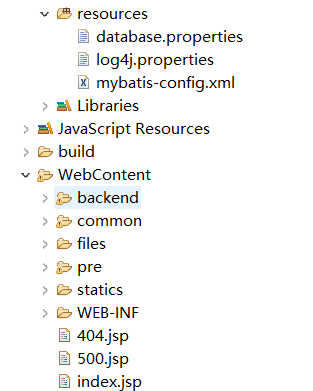 resources
database.properties
log4j.properties
mybatis-config.xml
Libraries
JavaScript Resources
build
WebContent
backend
common
files
pre
statics
WEB-INF
404.jsp
500.jsp
index.jsp